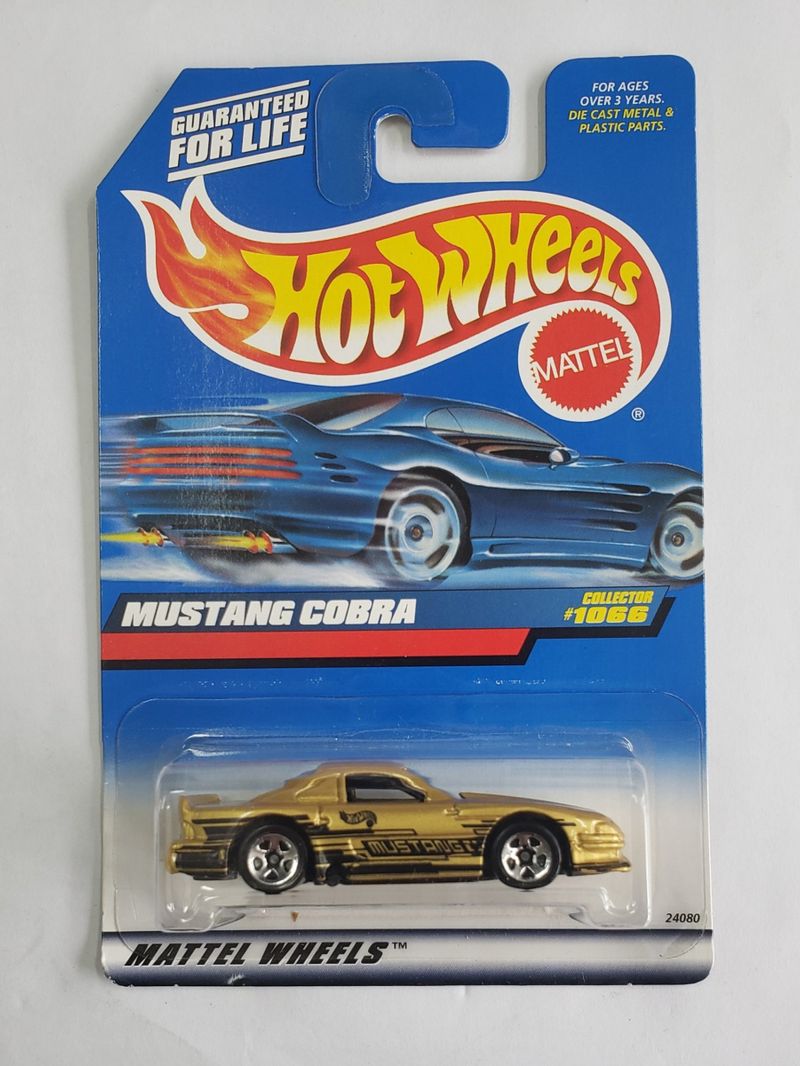 GUARANTEED
FOR LIFE
FOR AGES
OVER 3 YEARS.
DIE CAST METAL &
PLASTIC PARTS.
HOT WHEELS
MATTEL
®
MUSTANG COBRA
COLLECTOR
#1066
MUSTANG
24080
MATTEL WHEELS™